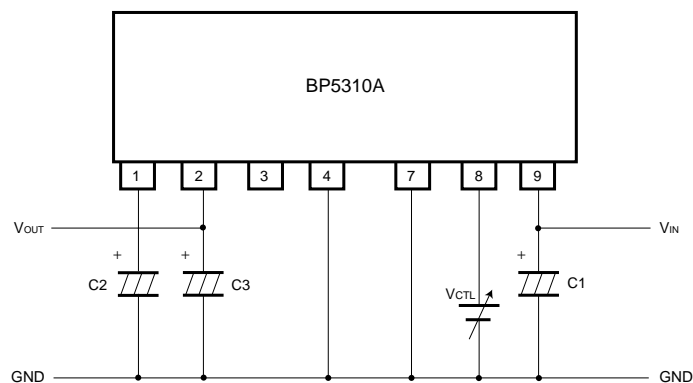 BP5310A
1 2 3 4 7 8 9
VOUT VIN
+ + +
C2 C3 VCTL C1
GND GND